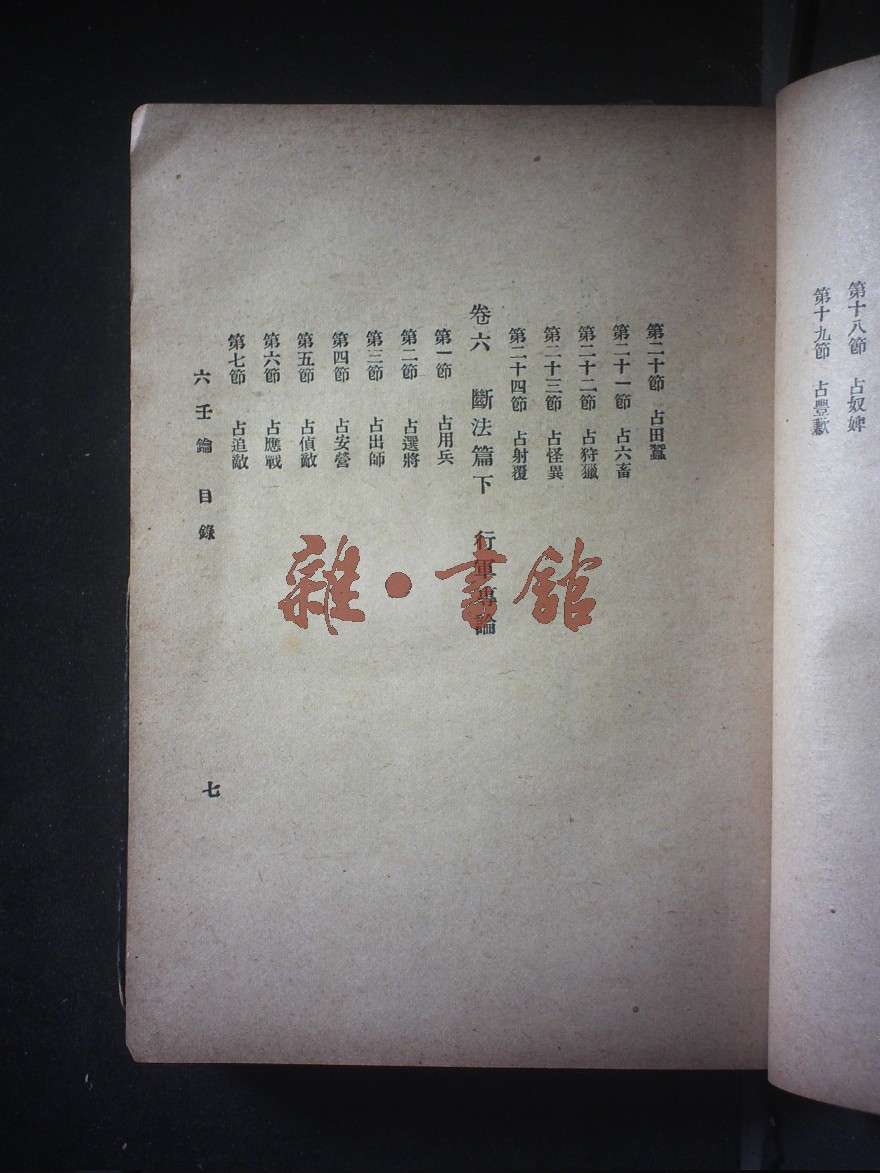 第十八節　占奴婢
第十九節　占豐歉
第二十節　占田蠶
第二十一節　占六畜
第二十二節　占狩獵
第二十三節　占怪異
第二十四節　占射覆
卷六　斷法篇下　行軍專論
第一節　占用兵
第二節　占選將
第三節　占出師
第四節　占安營
第五節　占偵敵
第六節　占應戰
第七節　占追敵
六壬鑰　目錄
七
雜·書館